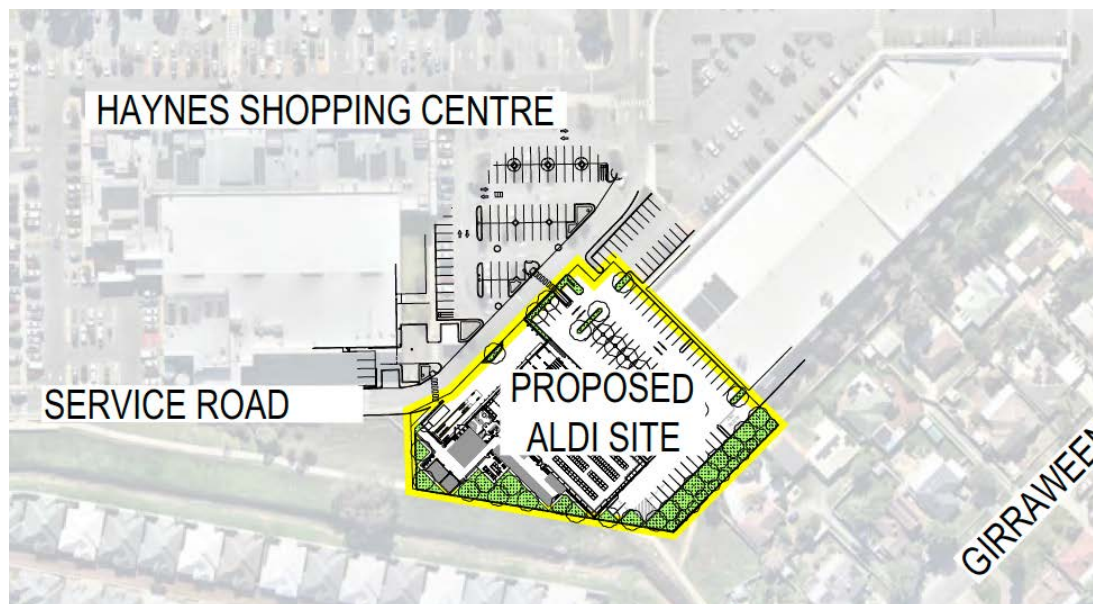 HAYNES SHOPPING CENTRE
PROPOSED
ALDI SITE
SERVICE ROAD
GIRRAWEEN